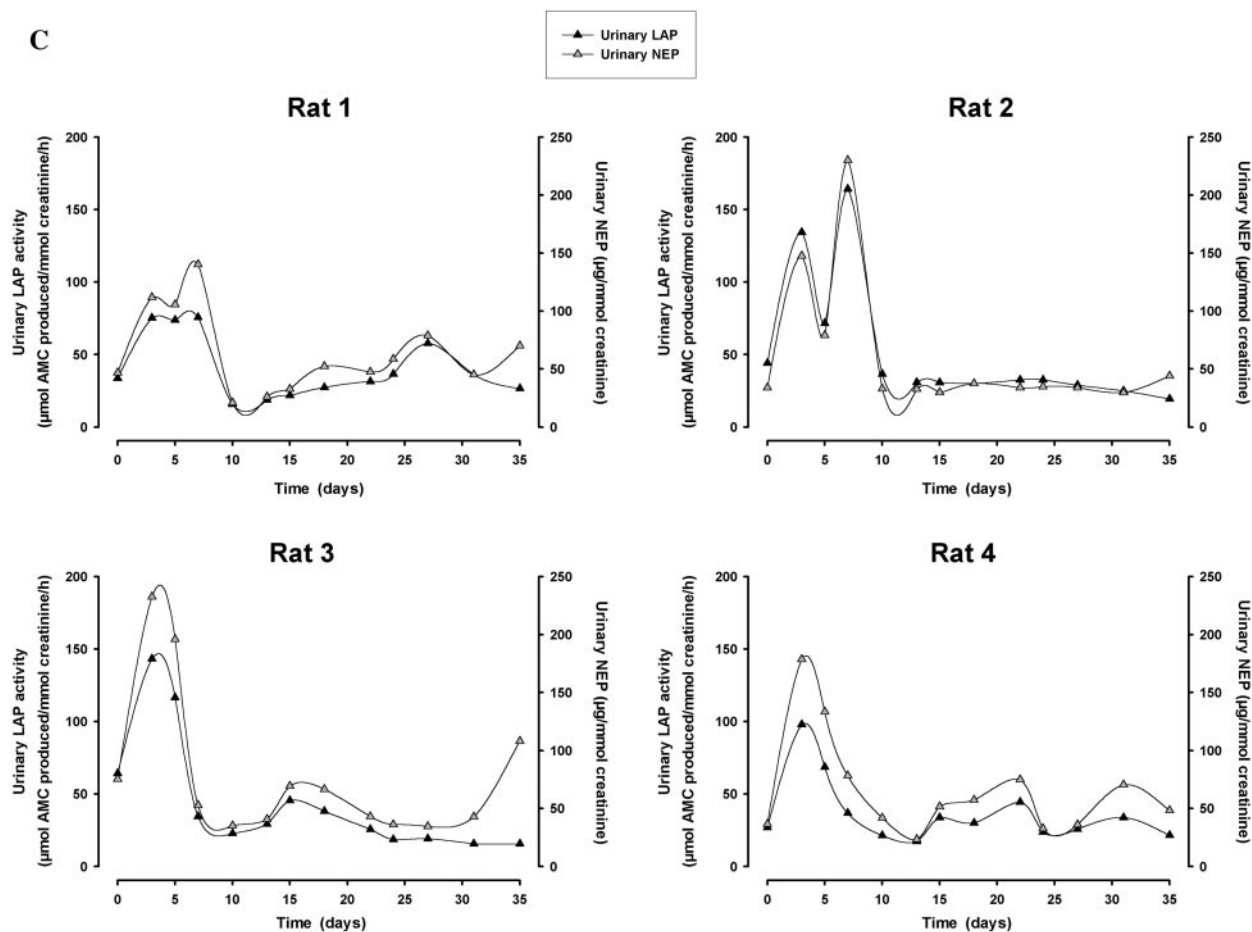 C
Urinary LAP
Urinary NEP
Rat 1
Urinary LAP activity
(µmol AMC produced/mmol creatinine/h)
200
150
100
50
0
250
200
150
100
50
0
Urinary NEP (µg/mmol creatinine)
0 5 10 15 20 25 30 35
Time (days)
Rat 2
Urinary LAP activity
(µmol AMC produced/mmol creatinine/h)
200
150
100
50
0
250
200
150
100
50
0
Urinary NEP (µg/mmol creatinine)
0 5 10 15 20 25 30 35
Time (days)
Rat 3
Urinary LAP activity
(µmol AMC produced/mmol creatinine/h)
200
150
100
50
0
250
200
150
100
50
0
Urinary NEP (µg/mmol creatinine)
0 5 10 15 20 25 30 35
Time (days)
Rat 4
Urinary LAP activity
(µmol AMC produced/mmol creatinine/h)
200
150
100
50
0
250
200
150
100
50
0
Urinary NEP (µg/mmol creatinine)
0 5 10 15 20 25 30 35
Time (days)